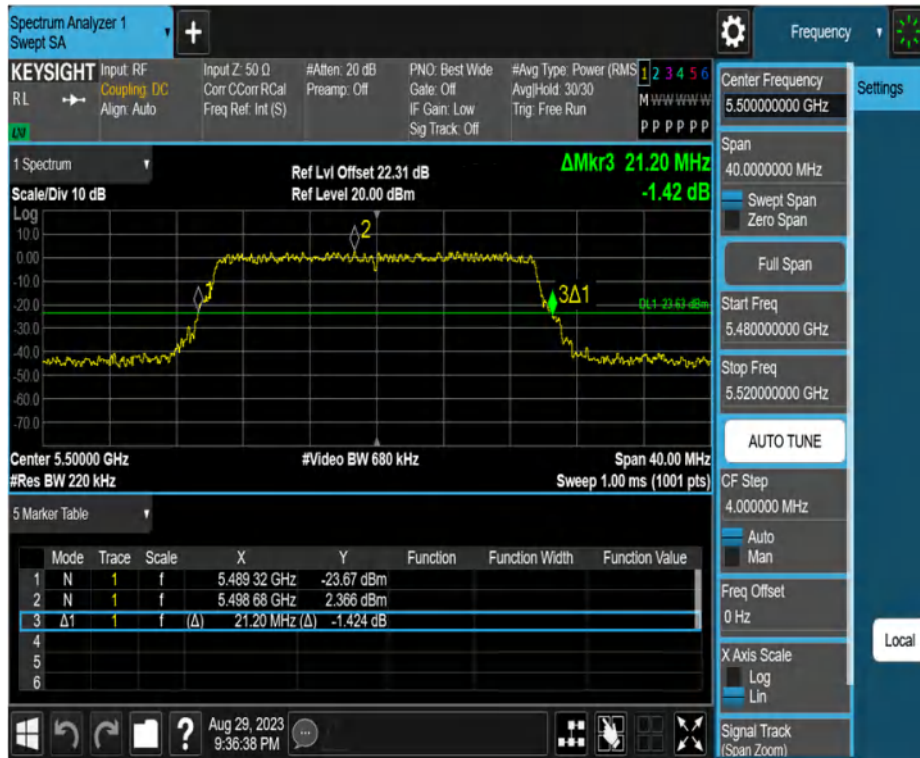 Spectrum Analyzer 1
Swept SA
+
Frequency
KEYSIGHT
RL
LXI
Input: RF
Coupling: DC
Align: Auto
Input Z: 50 Ω
Corr CCorr RCal
Freq Ref: Int (S)
#Atten: 20 dB
Preamp: Off
PNO: Best Wide
Gate: Off
IF Gain: Low
Sig Track: Off
#Avg Type: Power (RMS
Avg|Hold: 30/30
Trig: Free Run
1 2 3 4 5 6
M W W W W W
P P P P P P
1 Spectrum
Scale/Div 10 dB
Ref Lvl Offset 22.31 dB
Ref Level 20.00 dBm
ΔMkr3 21.20 MHz
-1.42 dB
Log
10.0
0.00
-10.0
-20.0
-30.0
-40.0
-50.0
-60.0
-70.0
2
1
3Δ1
DL1 -23.63 dBm
Center 5.50000 GHz
#Res BW 220 kHz
#Video BW 680 kHz
Span 40.00 MHz
Sweep 1.00 ms (1001 pts)
5 Marker Table
Mode Trace Scale X Y Function Function Width Function Value
1 N 1 f 5.489 32 GHz -23.67 dBm
2 N 1 f 5.498 68 GHz 2.366 dBm
3 Δ1 1 f (Δ) 21.20 MHz (Δ) -1.424 dB
4
5
6
Aug 29, 2023
9:36:38 PM
Center Frequency
5.500000000 GHz
Span
40.0000000 MHz
Swept Span
Zero Span
Full Span
Start Freq
5.480000000 GHz
Stop Freq
5.520000000 GHz
AUTO TUNE
CF Step
4.000000 MHz
Auto
Man
Freq Offset
0 Hz
X Axis Scale
Log
Lin
Signal Track
(Span Zoom)
Settings
Local